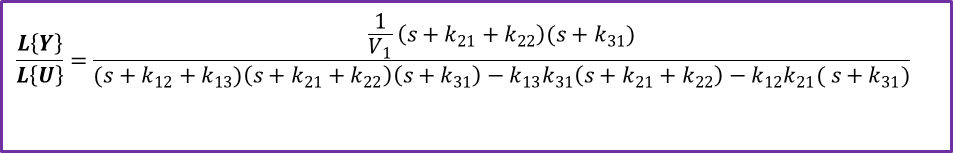 L{Y}/L{U} = (1/V₁ (s + k₂₁ + k₂₂)(s + k₃₁)) / ((s + k₁₂ + k₁₃)(s + k₂₁ + k₂₂)(s + k₃₁) − k₁₃k₃₁(s + k₂₁ + k₂₂) − k₁₂k₂₁( s + k₃₁))